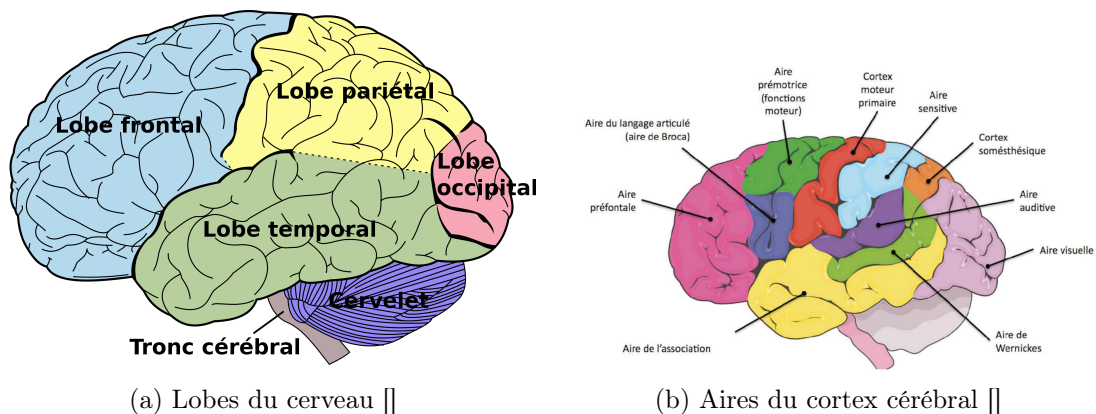 Lobe frontal
Lobe pariétal
Lobe
occipital
Lobe temporal
Cervelet
Tronc cérébral
(a) Lobes du cerveau []
Aire
prémotrice
(fonctions
moteur)
Cortex
moteur
primaire
Aire
sensitive
Aire du langage articulé
(aire de Broca)
Cortex
somésthésique
Aire
préfontale
Aire
auditive
Aire visuelle
Aire de l'association
Aire de
Wernickes
(b) Aires du cortex cérébral []